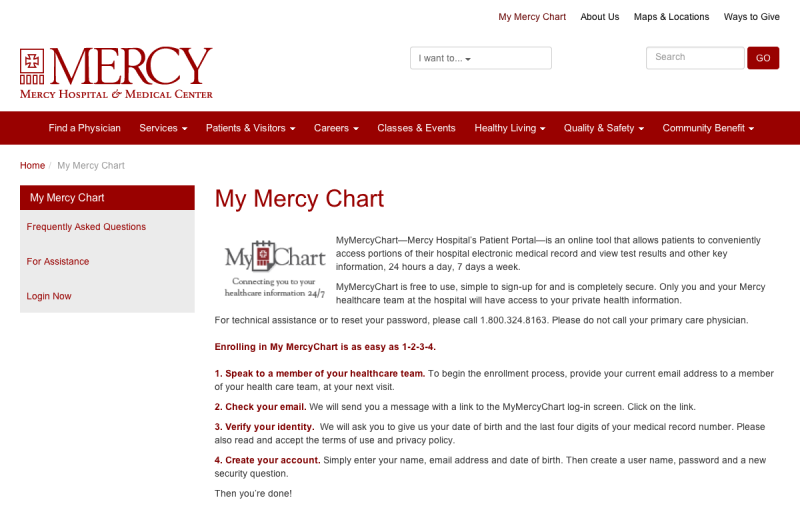 My Mercy Chart About Us Maps & Locations Ways to Give
MERCY
MERCY HOSPITAL & MEDICAL CENTER
I want to...
Search
GO
Find a Physician Services Patients & Visitors Careers Classes & Events Healthy Living Quality & Safety Community Benefit
Home / My Mercy Chart
My Mercy Chart
Frequently Asked Questions
For Assistance
Login Now
My Mercy Chart
My Chart
Connecting you to your
healthcare information 24/7
MyMercyChart—Mercy Hospital's Patient Portal—is an online tool that allows patients to conveniently
access portions of their hospital electronic medical record and view test results and other key
information, 24 hours a day, 7 days a week.
MyMercyChart is free to use, simple to sign-up for and is completely secure. Only you and your Mercy
healthcare team at the hospital will have access to your private health information.
For technical assistance or to reset your password, please call 1.800.324.8163. Please do not call your primary care physician.
Enrolling in My MercyChart is as easy as 1-2-3-4.
1. Speak to a member of your healthcare team. To begin the enrollment process, provide your current email address to a member
of your health care team, at your next visit.
2. Check your email. We will send you a message with a link to the MyMercyChart log-in screen. Click on the link.
3. Verify your identity. We will ask you to give us your date of birth and the last four digits of your medical record number. Please
also read and accept the terms of use and privacy policy.
4. Create your account. Simply enter your name, email address and date of birth. Then create a user name, password and a new
security question.
Then you're done!